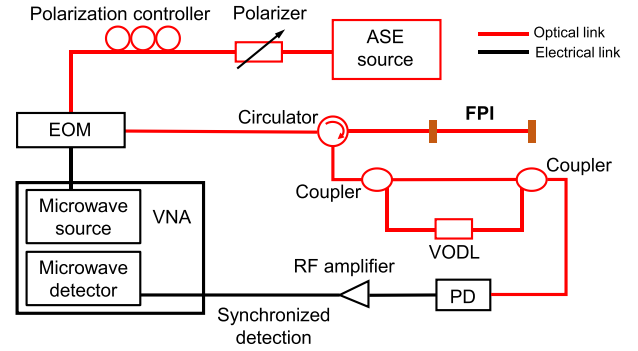 Polarization controller
Polarizer
ASE
source
Optical link
Electrical link
EOM
Circulator
FPI
Coupler
Coupler
VODL
Microwave
source
VNA
Microwave
detector
RF amplifier
PD
Synchronized
detection